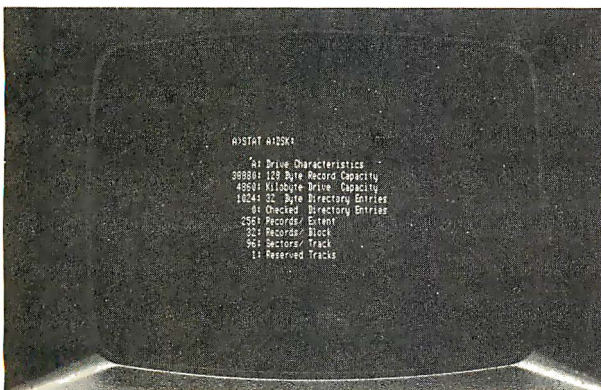 A>STAT A:DSK:
A: Drive Characteristics
38880: 128 Byte Record Capacity
4860: Kilobyte Drive Capacity
1024: 32 Byte Directory Entries
0: Checked Directory Entries
256: Records/ Extent
32: Records/ Block
96: Sectors/ Track
1: Reserved Tracks